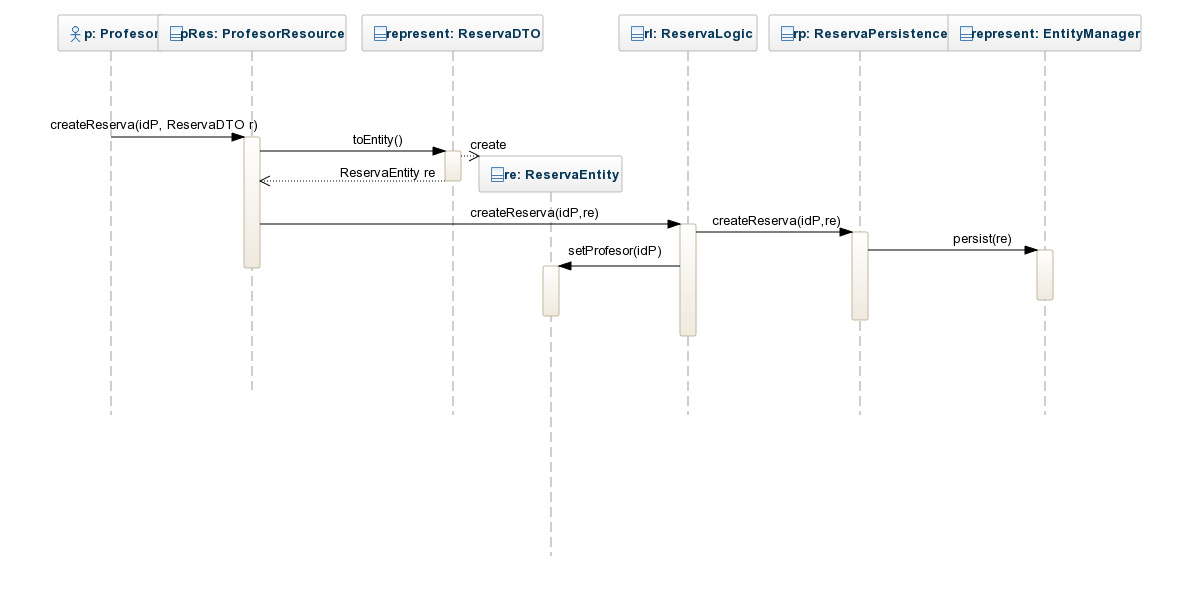 p: Profesor
pRes: ProfesorResource
represent: ReservaDTO
rl: ReservaLogic
rp: ReservaPersistence
represent: EntityManager
createReserva(idP, ReservaDTO r)
toEntity()
create
ReservaEntity re
re: ReservaEntity
createReserva(idP,re)
createReserva(idP,re)
persist(re)
setProfesor(idP)